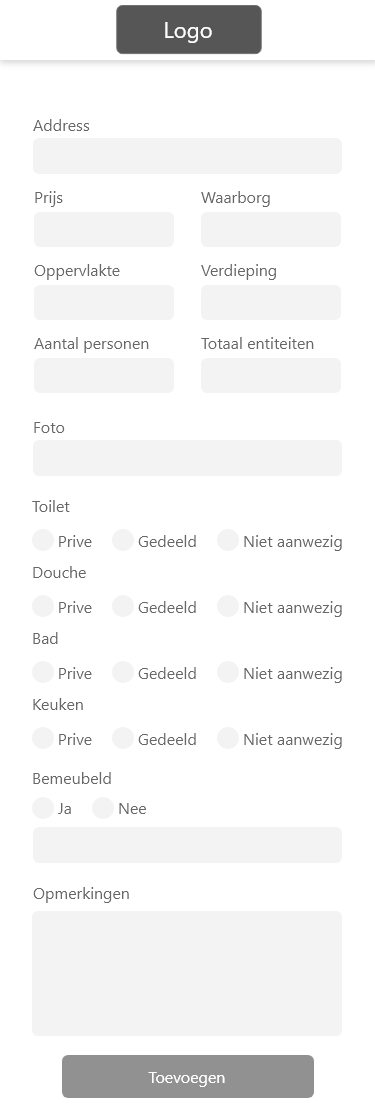 Logo
Address
Prijs Waarborg
Oppervlakte Verdieping
Aantal personen Totaal entiteiten
Foto
Toilet
Prive Gedeeld Niet aanwezig
Douche
Prive Gedeeld Niet aanwezig
Bad
Prive Gedeeld Niet aanwezig
Keuken
Prive Gedeeld Niet aanwezig
Bemeubeld
Ja Nee
Opmerkingen
Toevoegen